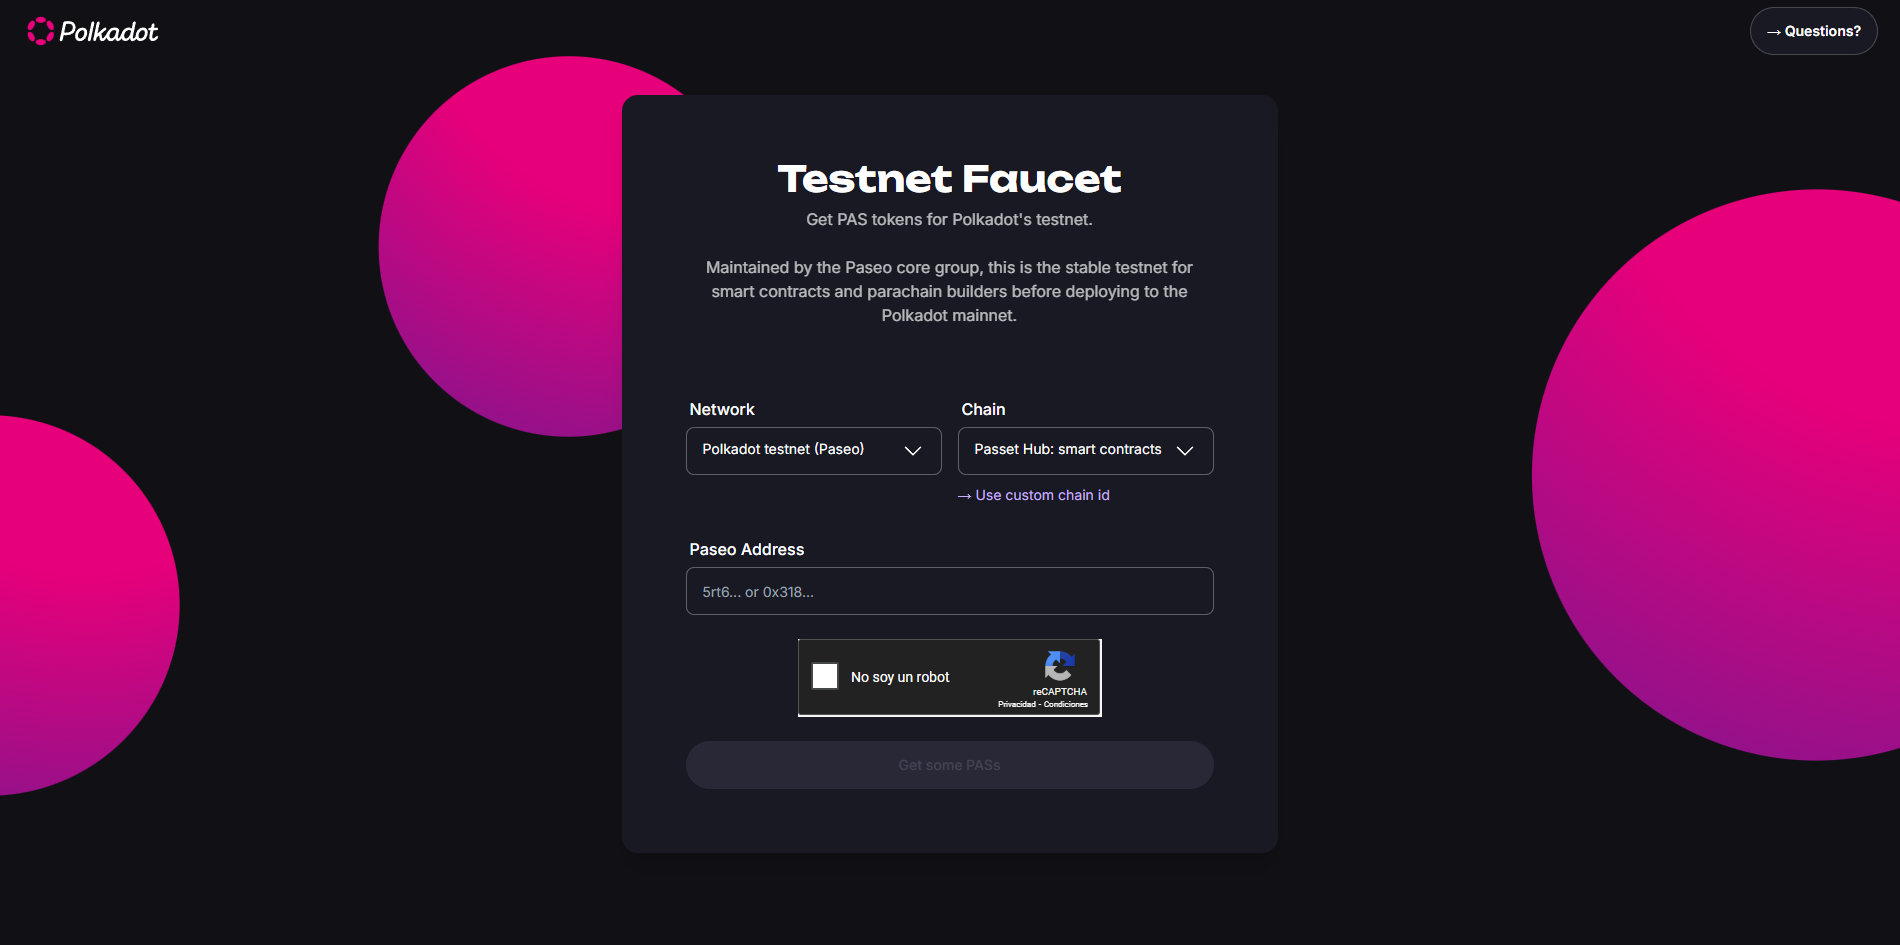 Polkadot
→ Questions?
Testnet Faucet
Get PAS tokens for Polkadot's testnet.
Maintained by the Paseo core group, this is the stable testnet for
smart contracts and parachain builders before deploying to the
Polkadot mainnet.
Network
Chain
Polkadot testnet (Paseo)
Passet Hub: smart contracts
→ Use custom chain id
Paseo Address
5rt6... or 0x318...
No soy un robot
reCAPTCHA
Privacidad - Condiciones
Get some PASs